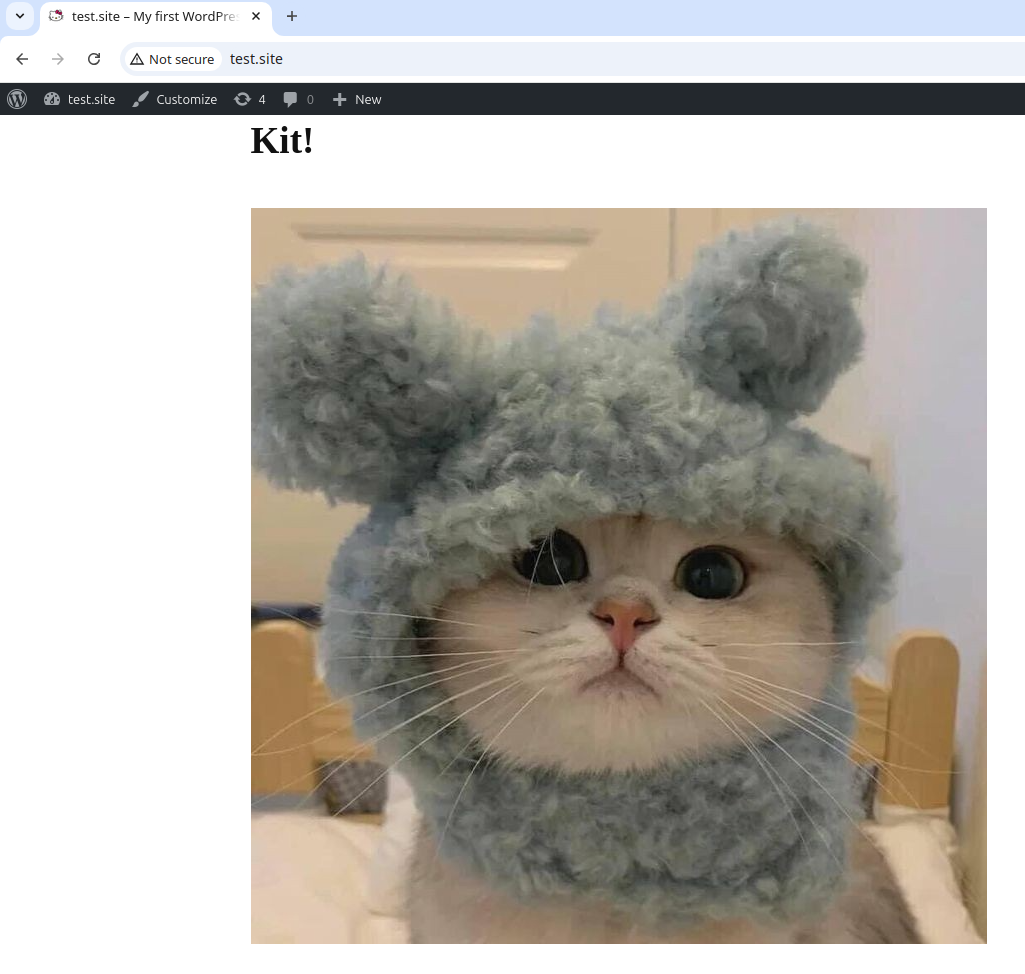 test.site – My first WordPre
Not secure
test.site
test.site
Customize
4
0
New
Kit!